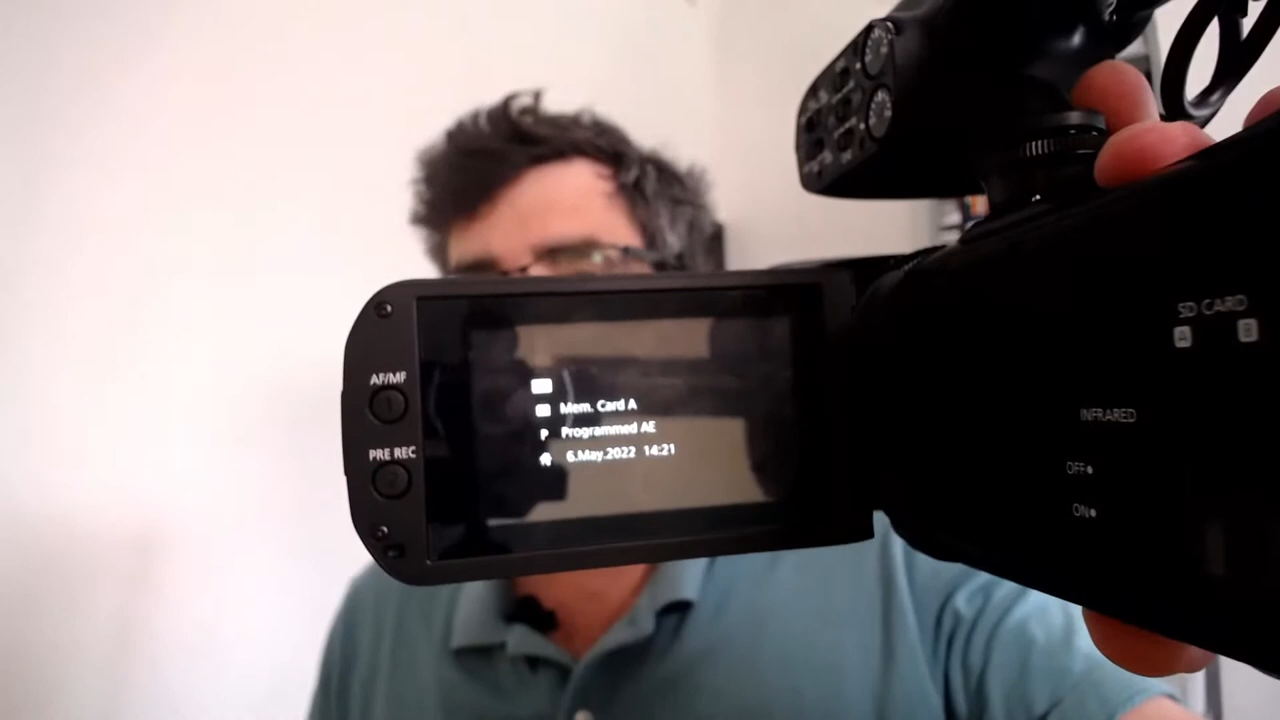 SD CARD
A B
AF/MF
Mem. Card A
P Programmed AE
INFRARED
PRE REC
6.May.2022 14:21
OFF
ON